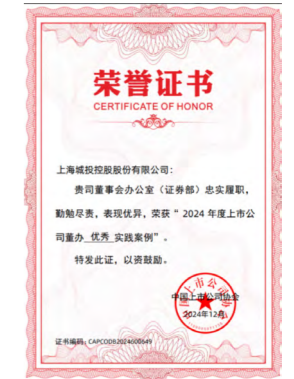 荣誉证书
CERTIFICATE OF HONOR
上海城投控股股份有限公司：
贵司董事会办公室（证券部）忠实履职，
勤勉尽责，表现优异，荣获“2024 年度上市公
司董办 优秀 实践案例”。
特发此证，以资鼓励。
中国上市公司协会
2024年12月
证书编码：CAPCODB2024600649